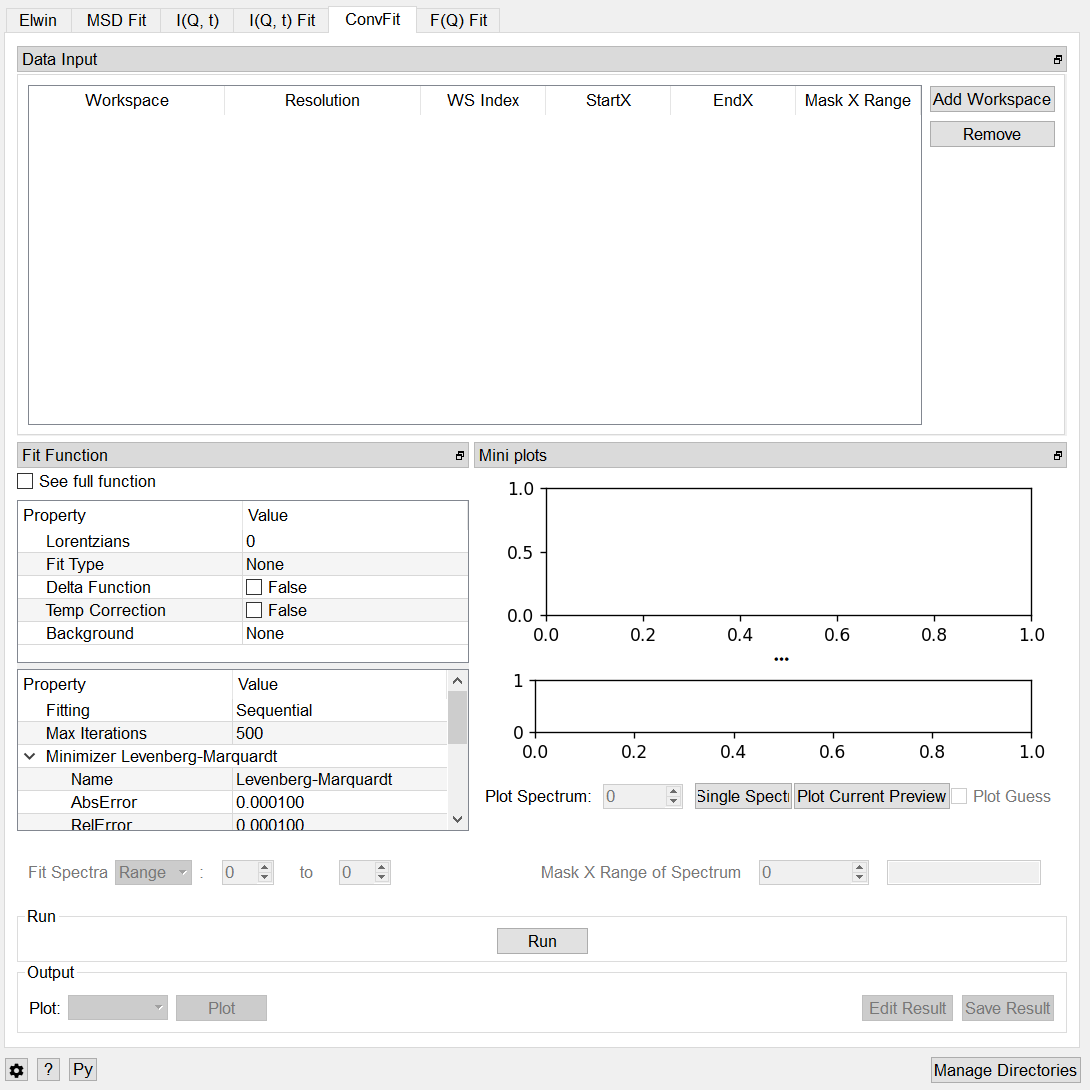 Elwin MSD Fit I(Q, t) I(Q, t) Fit ConvFit F(Q) Fit
Data Input
Workspace Resolution WS Index StartX EndX Mask X Range Add Workspace
Remove
Fit Function
See full function
Property Value
Lorentzians 0
Fit Type None
Delta Function False
Temp Correction False
Background None
Property Value
Fitting Sequential
Max Iterations 500
Minimizer Levenberg-Marquardt
Name Levenberg-Marquardt
AbsError 0.000100
RelError 0.000100
Mini plots
1.0
0.5
0.0
0.0 0.2 0.4 0.6 0.8 1.0
...
1
0
0.0 0.2 0.4 0.6 0.8 1.0
Plot Spectrum: 0 Single Spectr Plot Current Preview Plot Guess
Fit Spectra Range : 0 to 0 Mask X Range of Spectrum 0
Run
Run
Output
Plot: Plot Edit Result Save Result
? Py Manage Directories